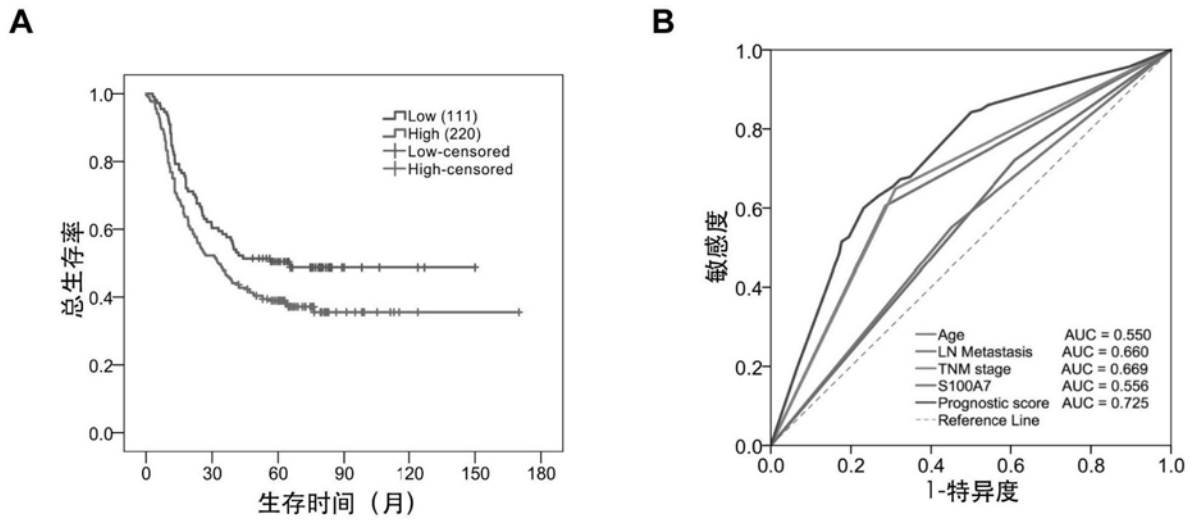 A
1.0
0.8
0.6
0.4
0.2
0.0
总生存率
Low (111)
High (220)
Low-censored
High-censored
0 30 60 90 120 150 180
生存时间（月）
B
1.0
0.8
0.6
0.4
0.2
0.0
敏感度
Age AUC = 0.550
LN Metastasis AUC = 0.660
TNM stage AUC = 0.669
S100A7 AUC = 0.556
Prognostic score AUC = 0.725
Reference Line
0.0 0.2 0.4 0.6 0.8 1.0
1-特异度